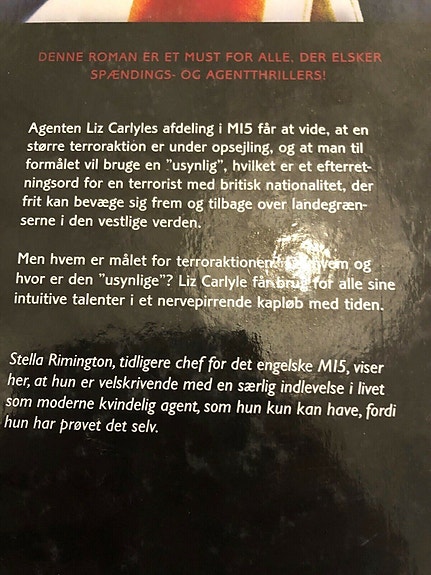 DENNE ROMAN ER ET MUST FOR ALLE, DER ELSKER
SPÆNDINGS- OG AGENTTHRILLERS!
Agenten Liz Carlyles afdeling i MI5 får at vide, at en
større terroraktion er under opsejling, og at man til
formålet vil bruge en "usynlig", hvilket er et efterret-
ningsord for en terrorist med britisk nationalitet, der
frit kan bevæge sig frem og tilbage over landegræn-
serne i den vestlige verden.
Men hvem er målet for terroraktionen? og
hvor er den "usynlige"? Liz Carlyle får brug for alle sine
intuitive talenter i et nervepirrende kapløb med tiden.
Stella Rimington, tidligere chef for det engelske MI5, viser
her, at hun er velskrivende med en særlig indlevelse i livet
som moderne kvindelig agent, som hun kun kan have, fordi
hun har prøvet det selv.